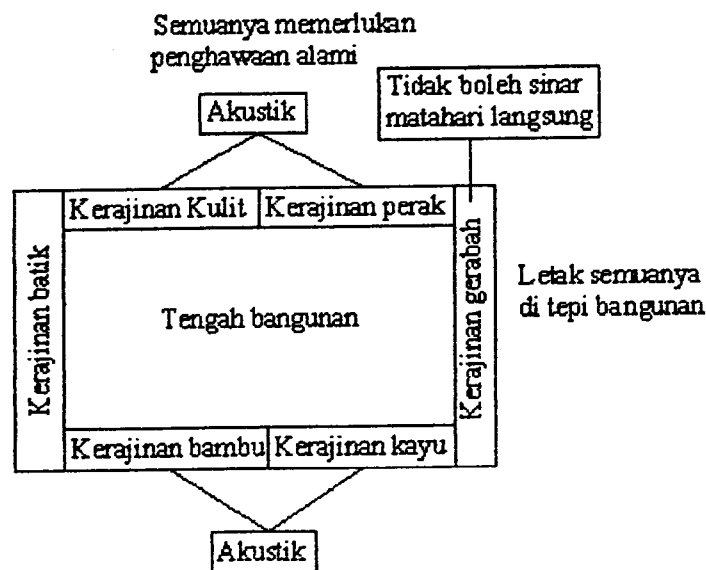 Semuanya memerlukan
penghawaan alami
Tidak boleh sinar
matahari langsung
Akustik
Kerajinan Kulit
Kerajinan perak
Kerajinan batik
Tengah bangunan
Kerajinan gerabah
Letak semuanya
di tepi bangunan
Kerajinan bambu
Kerajinan kayu
Akustik